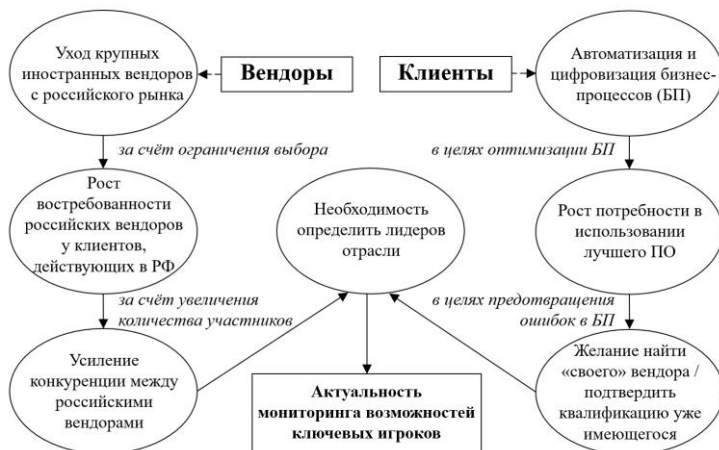 Уход крупных
иностранных вендоров
с российского рынка
Вендоры
Клиенты
Автоматизация и
цифровизация бизнес-
процессов (БП)
за счёт ограничения выбора
в целях оптимизации БП
Рост
востребованности
российских вендоров
у клиентов,
действующих в РФ
Необходимость
определить лидеров
отрасли
Рост потребности в
использовании
лучшего ПО
за счёт увеличения
количества участников
в целях предотвращения
ошибок в БП
Усиление
конкуренции между
российскими
вендорами
Актуальность
мониторинга возможностей
ключевых игроков
Желание найти
«своего» вендора /
подтвердить
квалификацию уже
имеющегося